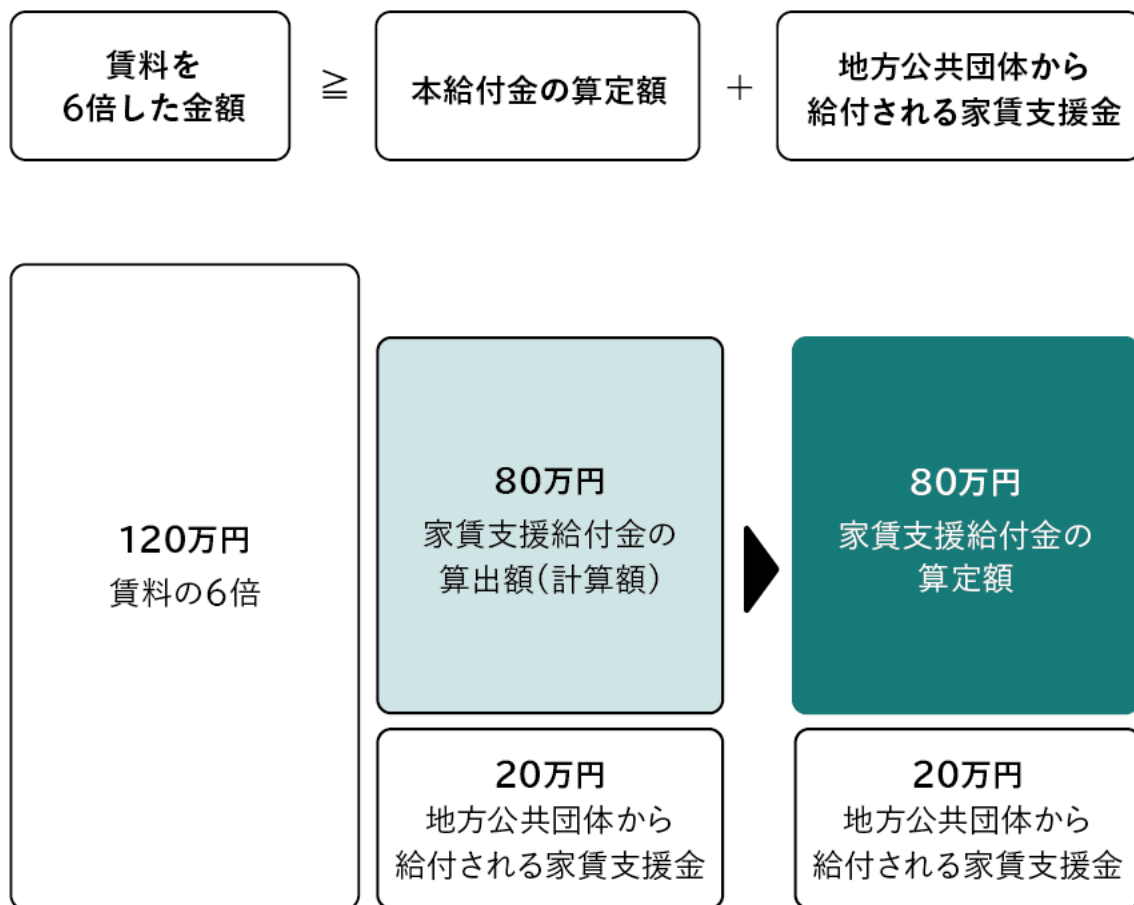 賃料を
6倍した金額
≧
本給付金の算定額
+
地方公共団体から
給付される家賃支援金
120万円
賃料の6倍
80万円
家賃支援給付金の
算出額(計算額)
20万円
地方公共団体から
給付される家賃支援金
80万円
家賃支援給付金の
算定額
20万円
地方公共団体から
給付される家賃支援金